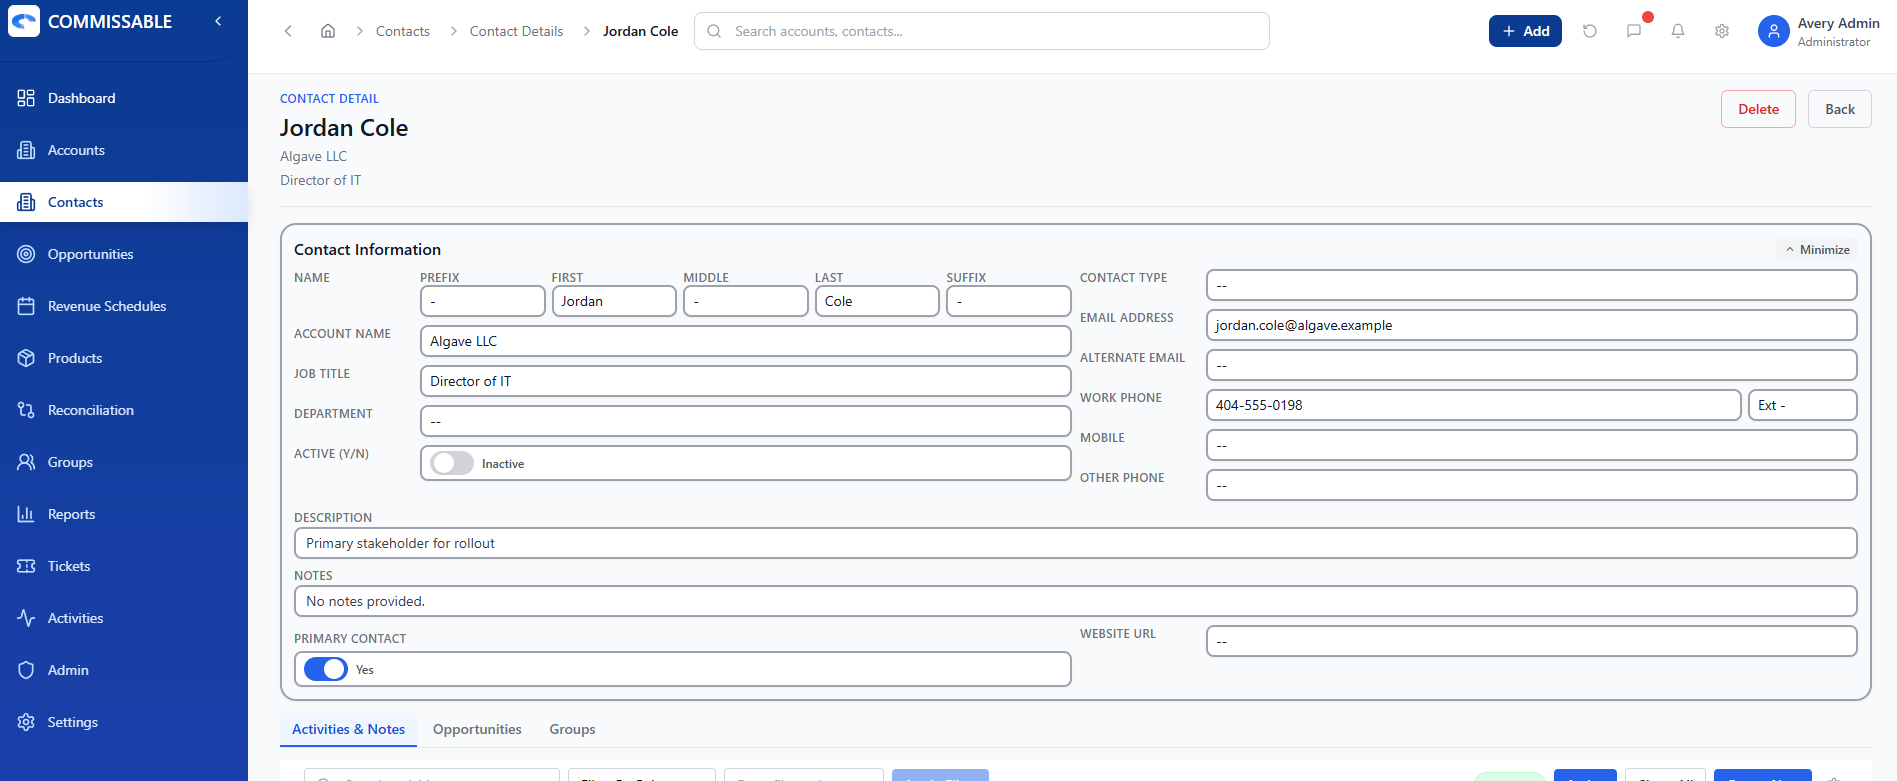 COMMISSABLE
Dashboard
Accounts
Contacts
Opportunities
Revenue Schedules
Products
Reconciliation
Groups
Reports
Tickets
Activities
Admin
Settings
Contacts
Contact Details
Jordan Cole
Search accounts, contacts...
Add
Avery Admin
Administrator
CONTACT DETAIL
Jordan Cole
Algave LLC
Director of IT
Delete
Back
Contact Information
Minimize
NAME
PREFIX FIRST MIDDLE LAST SUFFIX
- Jordan - Cole -
ACCOUNT NAME
Algave LLC
JOB TITLE
Director of IT
DEPARTMENT
--
ACTIVE (Y/N)
Inactive
CONTACT TYPE
--
EMAIL ADDRESS
jordan.cole@algave.example
ALTERNATE EMAIL
--
WORK PHONE
404-555-0198
Ext -
MOBILE
--
OTHER PHONE
--
DESCRIPTION
Primary stakeholder for rollout
NOTES
No notes provided.
PRIMARY CONTACT
Yes
WEBSITE URL
--
Activities & Notes
Opportunities
Groups